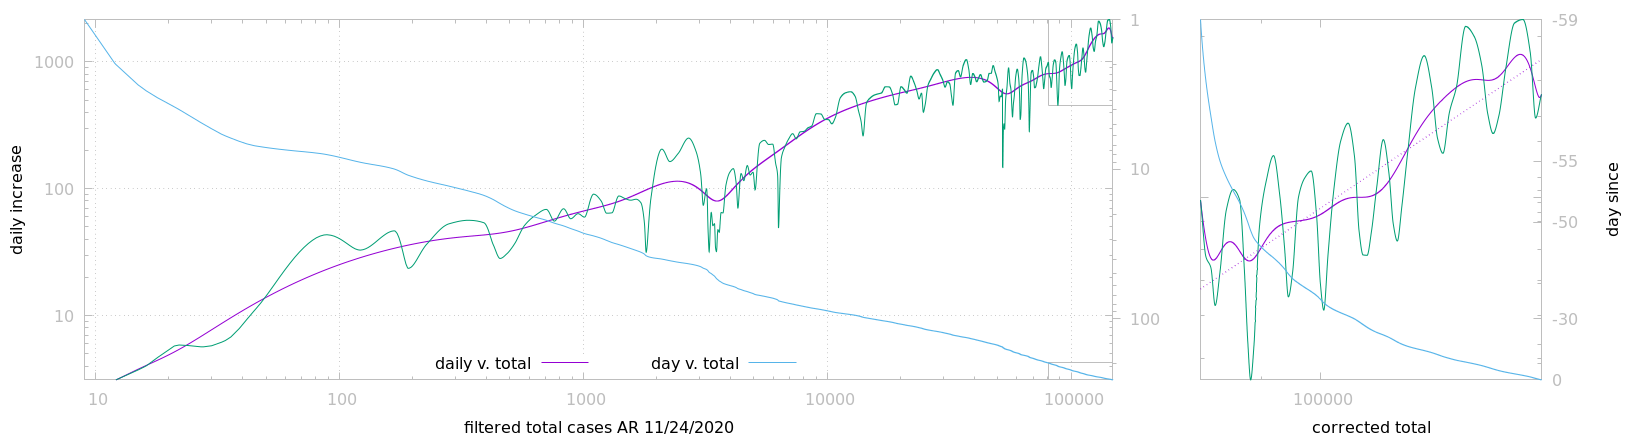 1000
100
10
daily increase
1
10
100
daily v. total
day v. total
10
100
1000
10000
100000
filtered total cases AR 11/24/2020
-59
-55
-50
-30
0
day since
100000
corrected total